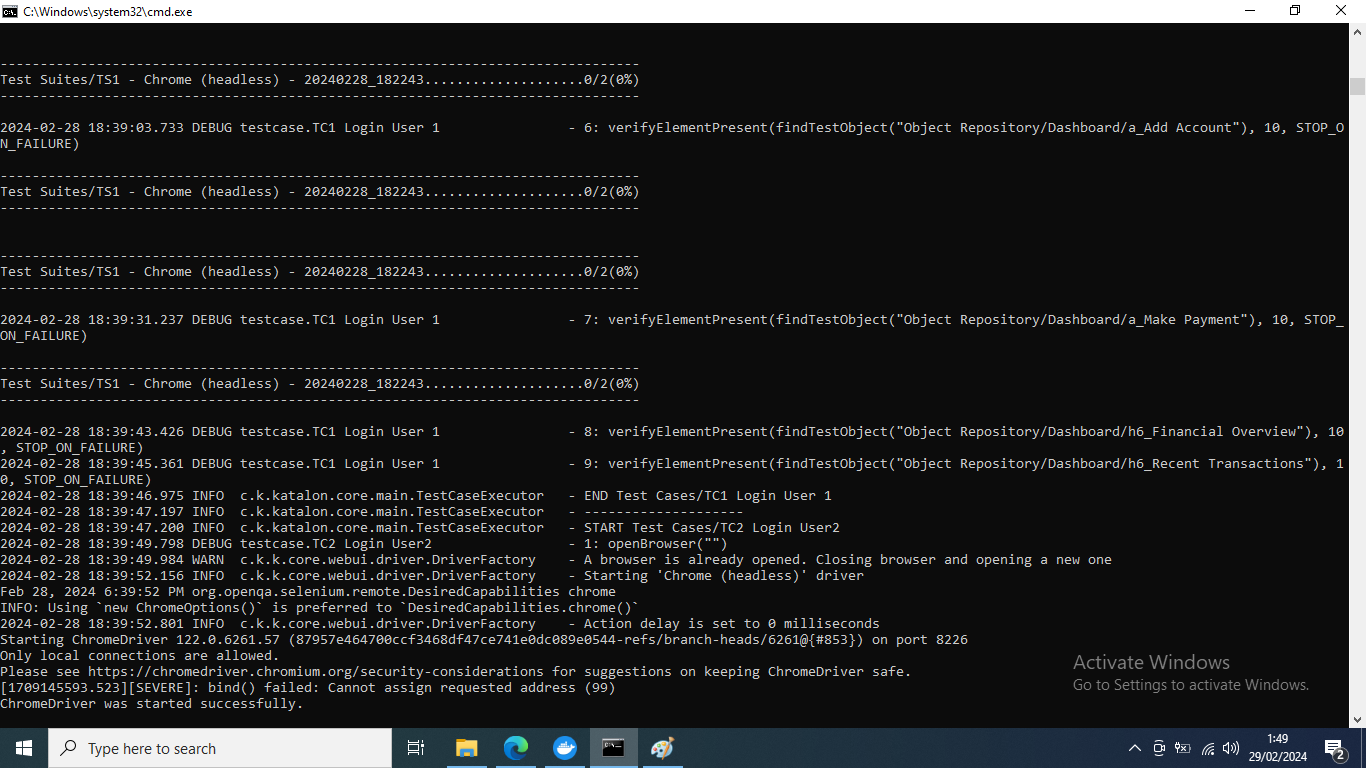 C:\Windows\system32\cmd.exe
--------------------------------------------------------------------------------
Test Suites/TS1 - Chrome (headless) - 20240228_182243....................0/2(0%)
--------------------------------------------------------------------------------
2024-02-28 18:39:03.733 DEBUG testcase.TC1 Login User 1                - 6: verifyElementPresent(findTestObject("Object Repository/Dashboard/a_Add Account"), 10, STOP_O
N_FAILURE)
--------------------------------------------------------------------------------
Test Suites/TS1 - Chrome (headless) - 20240228_182243....................0/2(0%)
--------------------------------------------------------------------------------
--------------------------------------------------------------------------------
Test Suites/TS1 - Chrome (headless) - 20240228_182243....................0/2(0%)
--------------------------------------------------------------------------------
2024-02-28 18:39:31.237 DEBUG testcase.TC1 Login User 1                - 7: verifyElementPresent(findTestObject("Object Repository/Dashboard/a_Make Payment"), 10, STOP_
ON_FAILURE)
--------------------------------------------------------------------------------
Test Suites/TS1 - Chrome (headless) - 20240228_182243....................0/2(0%)
--------------------------------------------------------------------------------
2024-02-28 18:39:43.426 DEBUG testcase.TC1 Login User 1                - 8: verifyElementPresent(findTestObject("Object Repository/Dashboard/h6_Financial Overview"), 10
, STOP_ON_FAILURE)
2024-02-28 18:39:45.361 DEBUG testcase.TC1 Login User 1                - 9: verifyElementPresent(findTestObject("Object Repository/Dashboard/h6_Recent Transactions"), 1
0, STOP_ON_FAILURE)
2024-02-28 18:39:46.975 INFO  c.k.katalon.core.main.TestCaseExecutor   - END Test Cases/TC1 Login User 1
2024-02-28 18:39:47.197 INFO  c.k.katalon.core.main.TestCaseExecutor   - --------------------
2024-02-28 18:39:47.200 INFO  c.k.katalon.core.main.TestCaseExecutor   - START Test Cases/TC2 Login User2
2024-02-28 18:39:49.798 DEBUG testcase.TC2 Login User2                 - 1: openBrowser("")
2024-02-28 18:39:49.984 WARN  c.k.k.core.webui.driver.DriverFactory    - A browser is already opened. Closing browser and opening a new one
2024-02-28 18:39:52.156 INFO  c.k.k.core.webui.driver.DriverFactory    - Starting 'Chrome (headless)' driver
Feb 28, 2024 6:39:52 PM org.openqa.selenium.remote.DesiredCapabilities chrome
INFO: Using `new ChromeOptions()` is preferred to `DesiredCapabilities.chrome()`
2024-02-28 18:39:52.801 INFO  c.k.k.core.webui.driver.DriverFactory    - Action delay is set to 0 milliseconds
Starting ChromeDriver 122.0.6261.57 (87957e464700ccf3468df47ce741e0dc089e0544-refs/branch-heads/6261@{#853}) on port 8226
Only local connections are allowed.
Please see https://chromedriver.chromium.org/security-considerations for suggestions on keeping ChromeDriver safe.
[1709145593.523][SEVERE]: bind() failed: Cannot assign requested address (99)
ChromeDriver was started successfully.
Activate Windows
Go to Settings to activate Windows.
Type here to search
1:49
29/02/2024
2